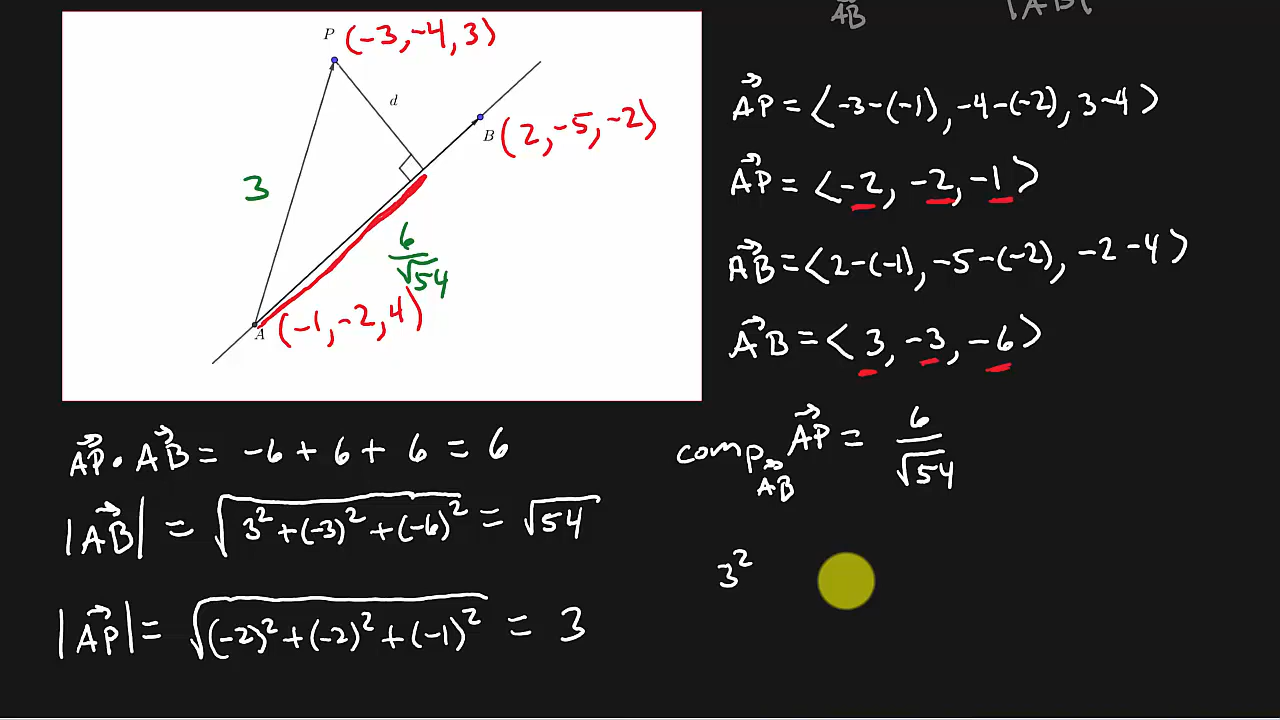 AB |AB|
P (-3, -4, 3)
d
B (2, -5, -2)
3
6/√54
A (-1, -2, 4)
AP⃗ = ⟨-3-(-1), -4-(-2), 3-4⟩
AP⃗ = ⟨-2, -2, -1⟩
AB⃗ = ⟨2-(-1), -5-(-2), -2-4⟩
AB⃗ = ⟨3, -3, -6⟩
AP⃗ • AB⃗ = -6 + 6 + 6 = 6
|AB⃗| = √(3² + (-3)² + (-6)²) = √54
|AP⃗| = √((-2)² + (-2)² + (-1)²) = 3
comp_AB⃗ AP⃗ = 6/√54
3²